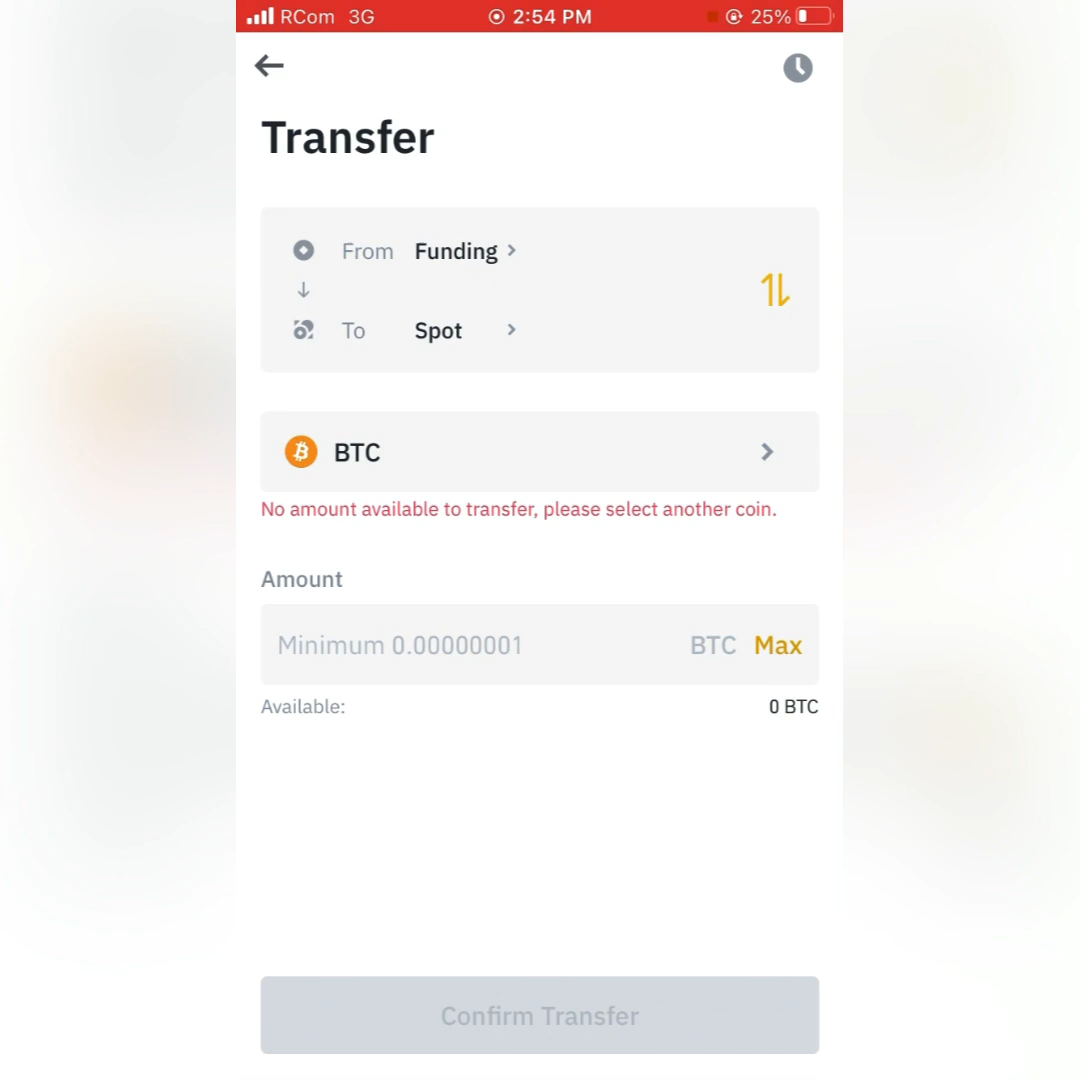 RCom 3G 2:54 PM 25%
Transfer
From Funding
To Spot
BTC
No amount available to transfer, please select another coin.
Amount
Minimum 0.00000001 BTC Max
Available: 0 BTC
Confirm Transfer